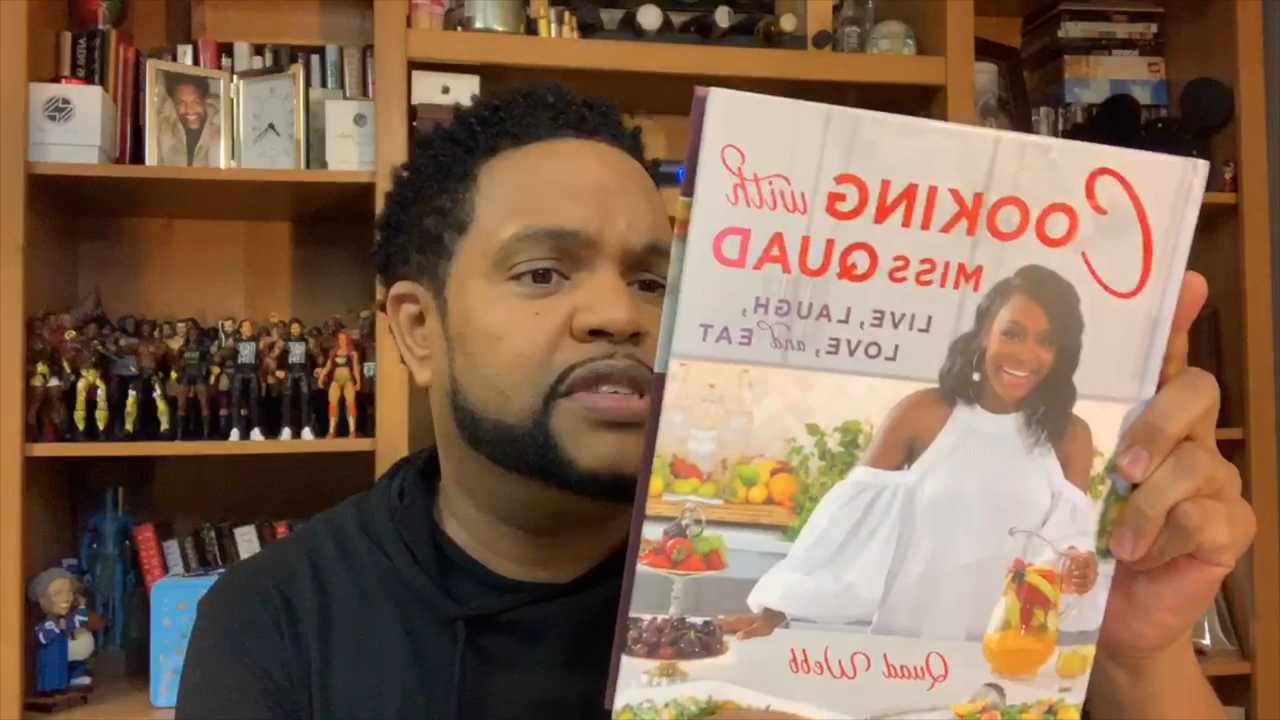 COOKING with
MISS QUAD
LIVE, LAUGH,
LOVE, and EAT
Quad Webb